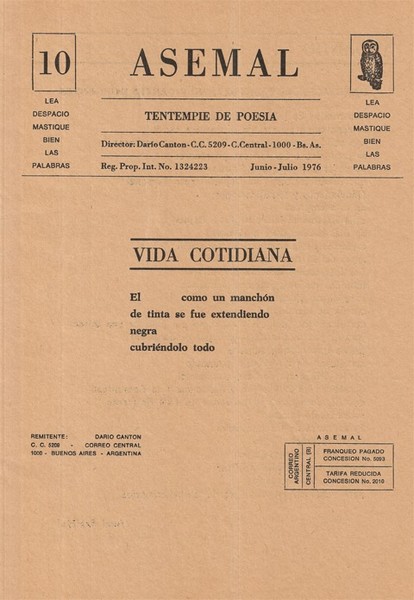 10
ASEMAL
LEA
DESPACIO
MASTIQUE
BIEN
LAS
PALABRAS
TENTEMPIE DE POESIA
Director: Darío Canton - C.C. 5209 - C.Central - 1000 - Bs. As.
Reg. Prop. Int. No. 1324223 Junio - Julio 1976
LEA
DESPACIO
MASTIQUE
BIEN
LAS
PALABRAS
VIDA COTIDIANA
El como un manchón
de tinta se fue extendiendo
negra
cubriéndolo todo
REMITENTE: DARIO CANTON
C. C. 5209 - CORREO CENTRAL
1000 - BUENOS AIRES - ARGENTINA
ASEMAL
CORREO
ARGENTINO
CENTRAL (B)
FRANQUEO PAGADO
CONCESION No. 5093
TARIFA REDUCIDA
CONCESION No. 2010